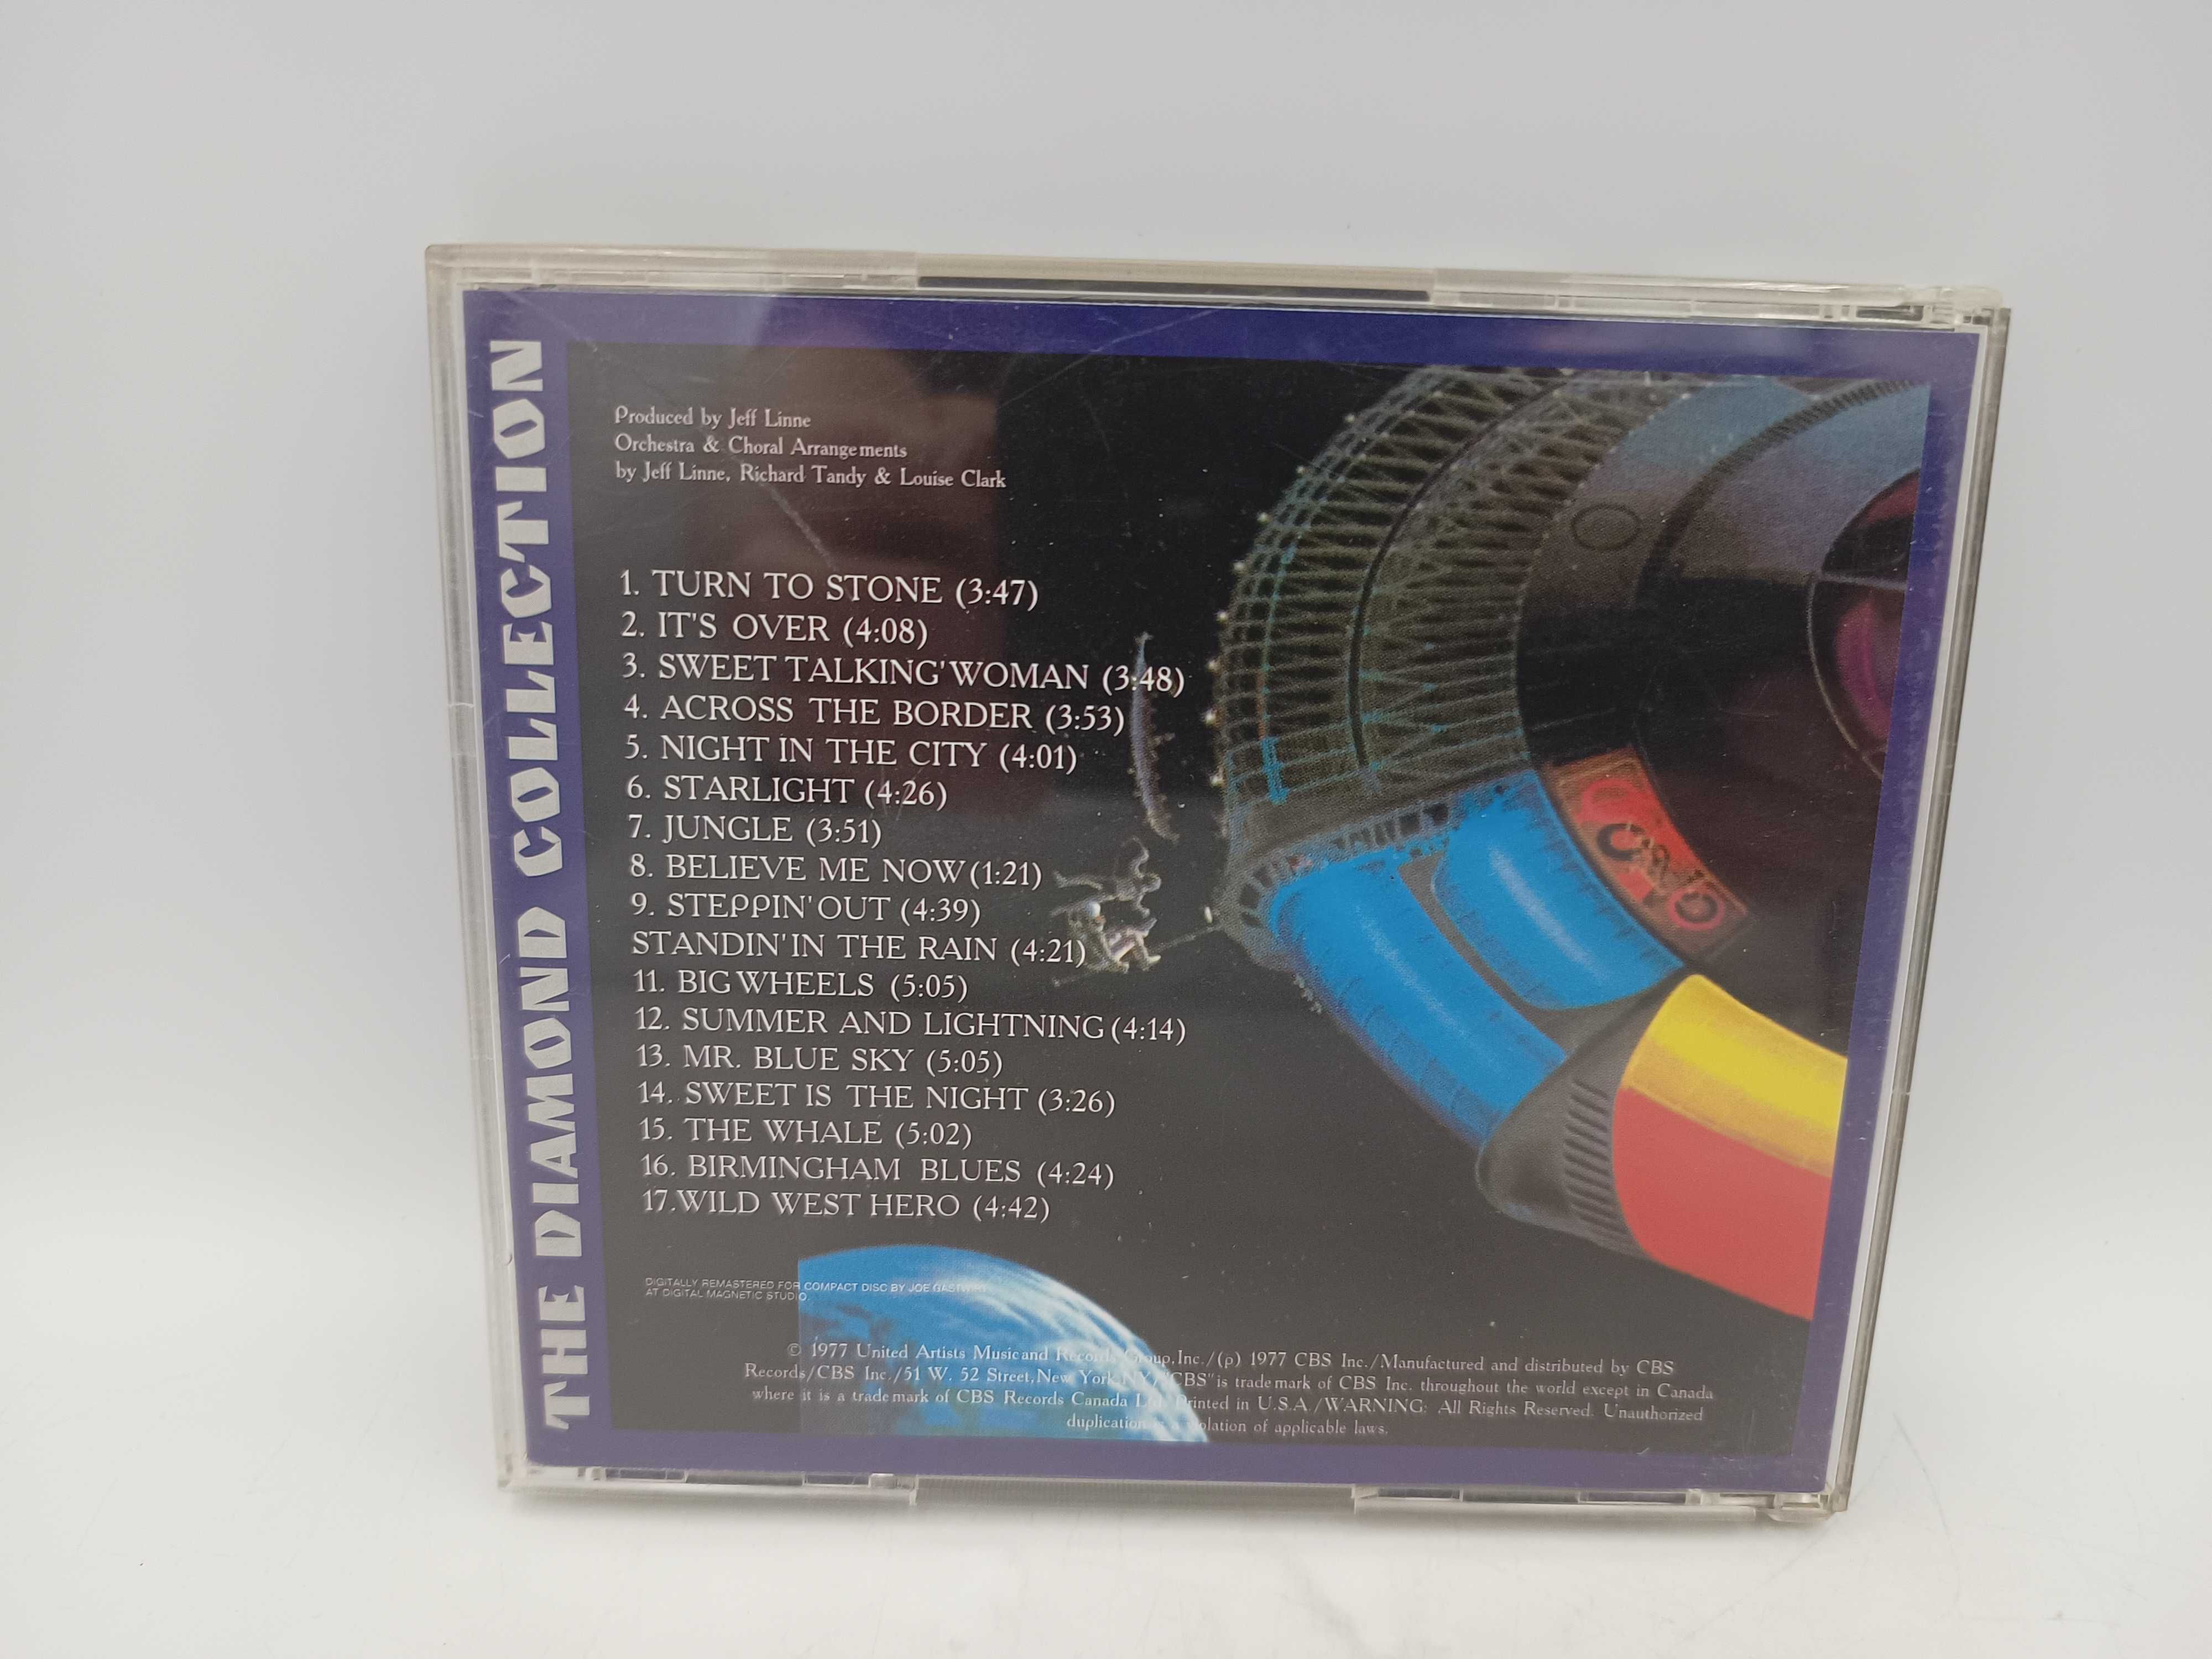 THE DIAMOND COLLECTION
Produced by Jeff Linne
Orchestra & Choral Arrangements
by Jeff Linne, Richard Tandy & Louise Clark
1. TURN TO STONE (3:47)
2. IT'S OVER (4:08)
3. SWEET TALKING'WOMAN (3:48)
4. ACROSS THE BORDER (3:53)
5. NIGHT IN THE CITY (4:01)
6. STARLIGHT (4:26)
7. JUNGLE (3:51)
8. BELIEVE ME NOW (1:21)
9. STEPPIN'OUT (4:39)
STANDIN'IN THE RAIN (4:21)
11. BIG WHEELS (5:05)
12. SUMMER AND LIGHTNING (4:14)
13. MR. BLUE SKY (5:05)
14. SWEET IS THE NIGHT (3:26)
15. THE WHALE (5:02)
16. BIRMINGHAM BLUES (4:24)
17.WILD WEST HERO (4:42)
DIGITALLY REMASTERED FOR COMPACT DISC BY JOE
AT DIGITAL MAGNETIC STUDIO.
© 1977 United Artists Music and Records Group, Inc./(p) 1977 CBS Inc./Manufactured and distributed by CBS
Records/CBS Inc./51 W. 52 Street, New York NY/"CBS" is trademark of CBS Inc. throughout the world except in Canada
where it is a trademark of CBS Records Canada Printed in U.S.A./WARNING: All Rights Reserved. Unauthorized
duplication of applicable laws.